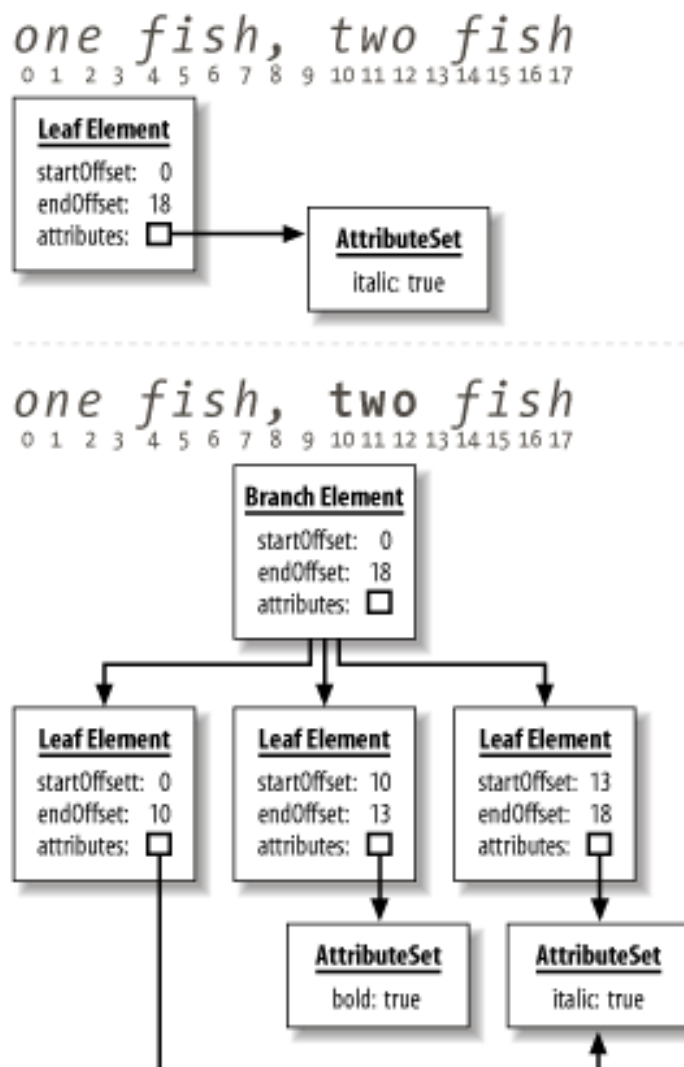 one fish, two fish
0 1 2 3 4 5 6 7 8 9 10 11 12 13 14 15 16 17
Leaf Element
startOffset: 0
endOffset: 18
attributes:
AttributeSet
italic: true
one fish, two fish
0 1 2 3 4 5 6 7 8 9 10 11 12 13 14 15 16 17
Branch Element
startOffset: 0
endOffset: 18
attributes:
Leaf Element
startOffsett: 0
endOffset: 10
attributes:
Leaf Element
startOffset: 10
endOffset: 13
attributes:
Leaf Element
startOffset: 13
endOffset: 18
attributes:
AttributeSet
bold: true
AttributeSet
italic: true